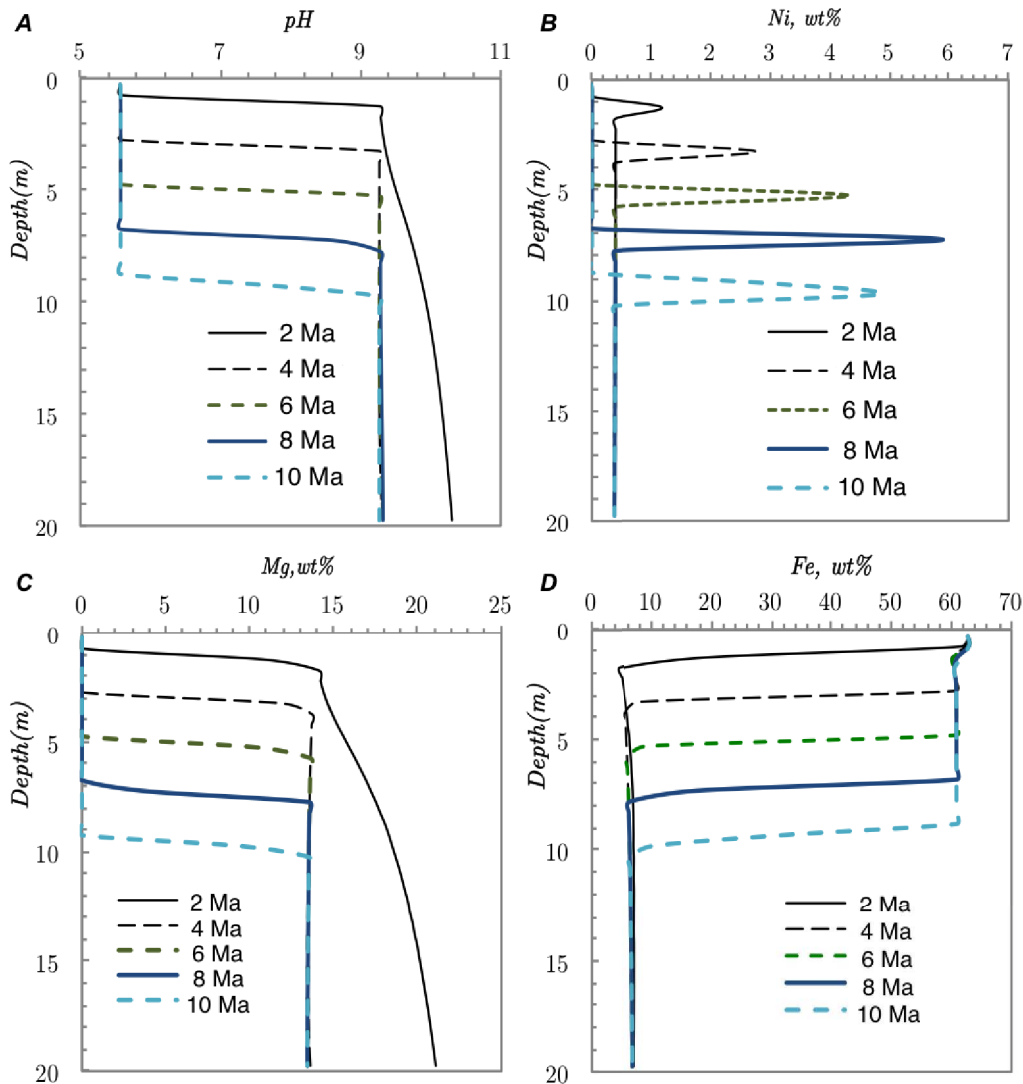 A pH
5 7 9 11
0
5
10
15
20
Depth(m)
2 Ma
4 Ma
6 Ma
8 Ma
10 Ma
B Ni, wt%
0 1 2 3 4 5 6 7
0
5
10
15
20
Depth(m)
2 Ma
4 Ma
6 Ma
8 Ma
10 Ma
C Mg,wt%
0 5 10 15 20 25
0
5
10
15
20
Depth(m)
2 Ma
4 Ma
6 Ma
8 Ma
10 Ma
D Fe, wt%
0 10 20 30 40 50 60 70
0
5
10
15
20
Depth(m)
2 Ma
4 Ma
6 Ma
8 Ma
10 Ma